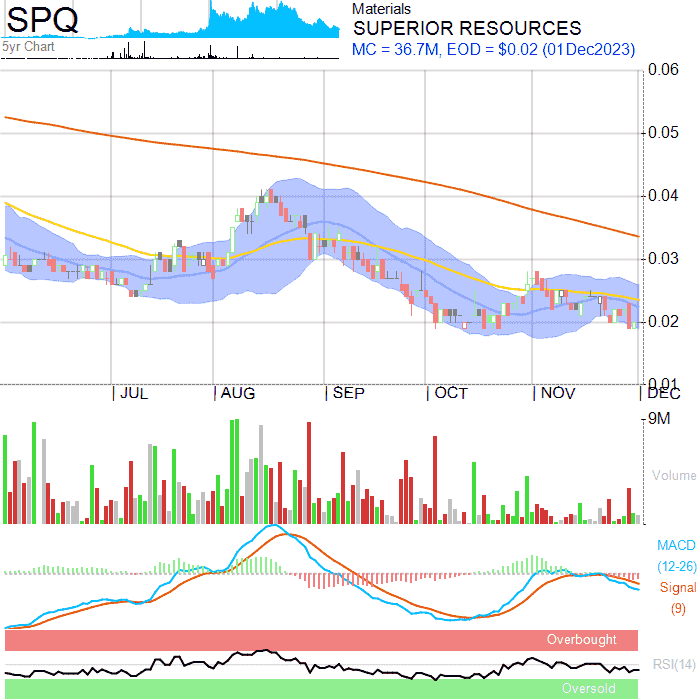 SPQ
5yr Chart
Materials
SUPERIOR RESOURCES
MC = 36.7M, EOD = $0.02 (01Dec2023)
0.06
0.05
0.04
0.03
0.02
0.01
JUL AUG SEP OCT NOV DEC
9M
Volume
MACD
(12-26)
Signal
(9)
Overbought
RSI(14)
Oversold